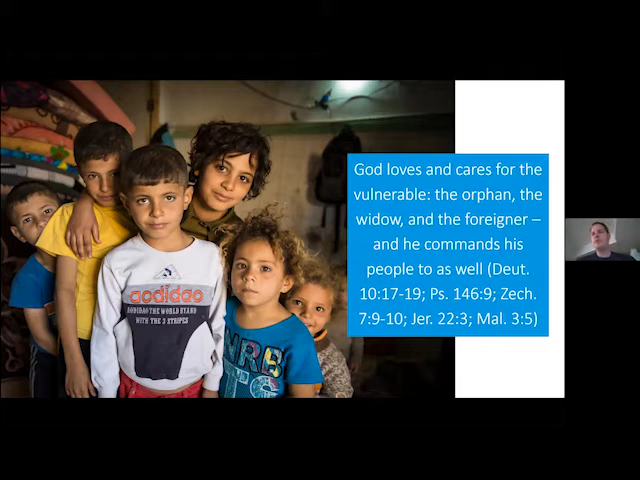 God loves and cares for the
vulnerable: the orphan, the
widow, and the foreigner –
and he commands his
people to as well (Deut.
10:17-19; Ps. 146:9; Zech.
7:9-10; Jer. 22:3; Mal. 3:5)
aodidao
AODIDAO THE WORLD STAND
WITH THE 3 STRIPES
NRB
TS